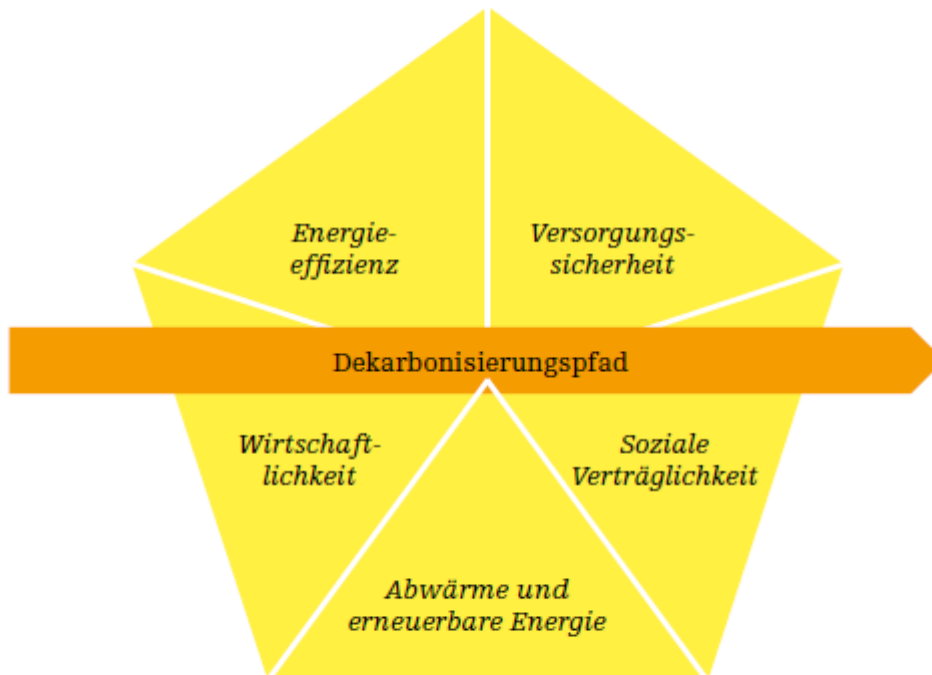 Energie-
effizienz
Versorgungs-
sicherheit
Dekarbonisierungspfad
Wirtschaft-
lichkeit
Soziale
Verträglichkeit
Abwärme und
erneuerbare Energie